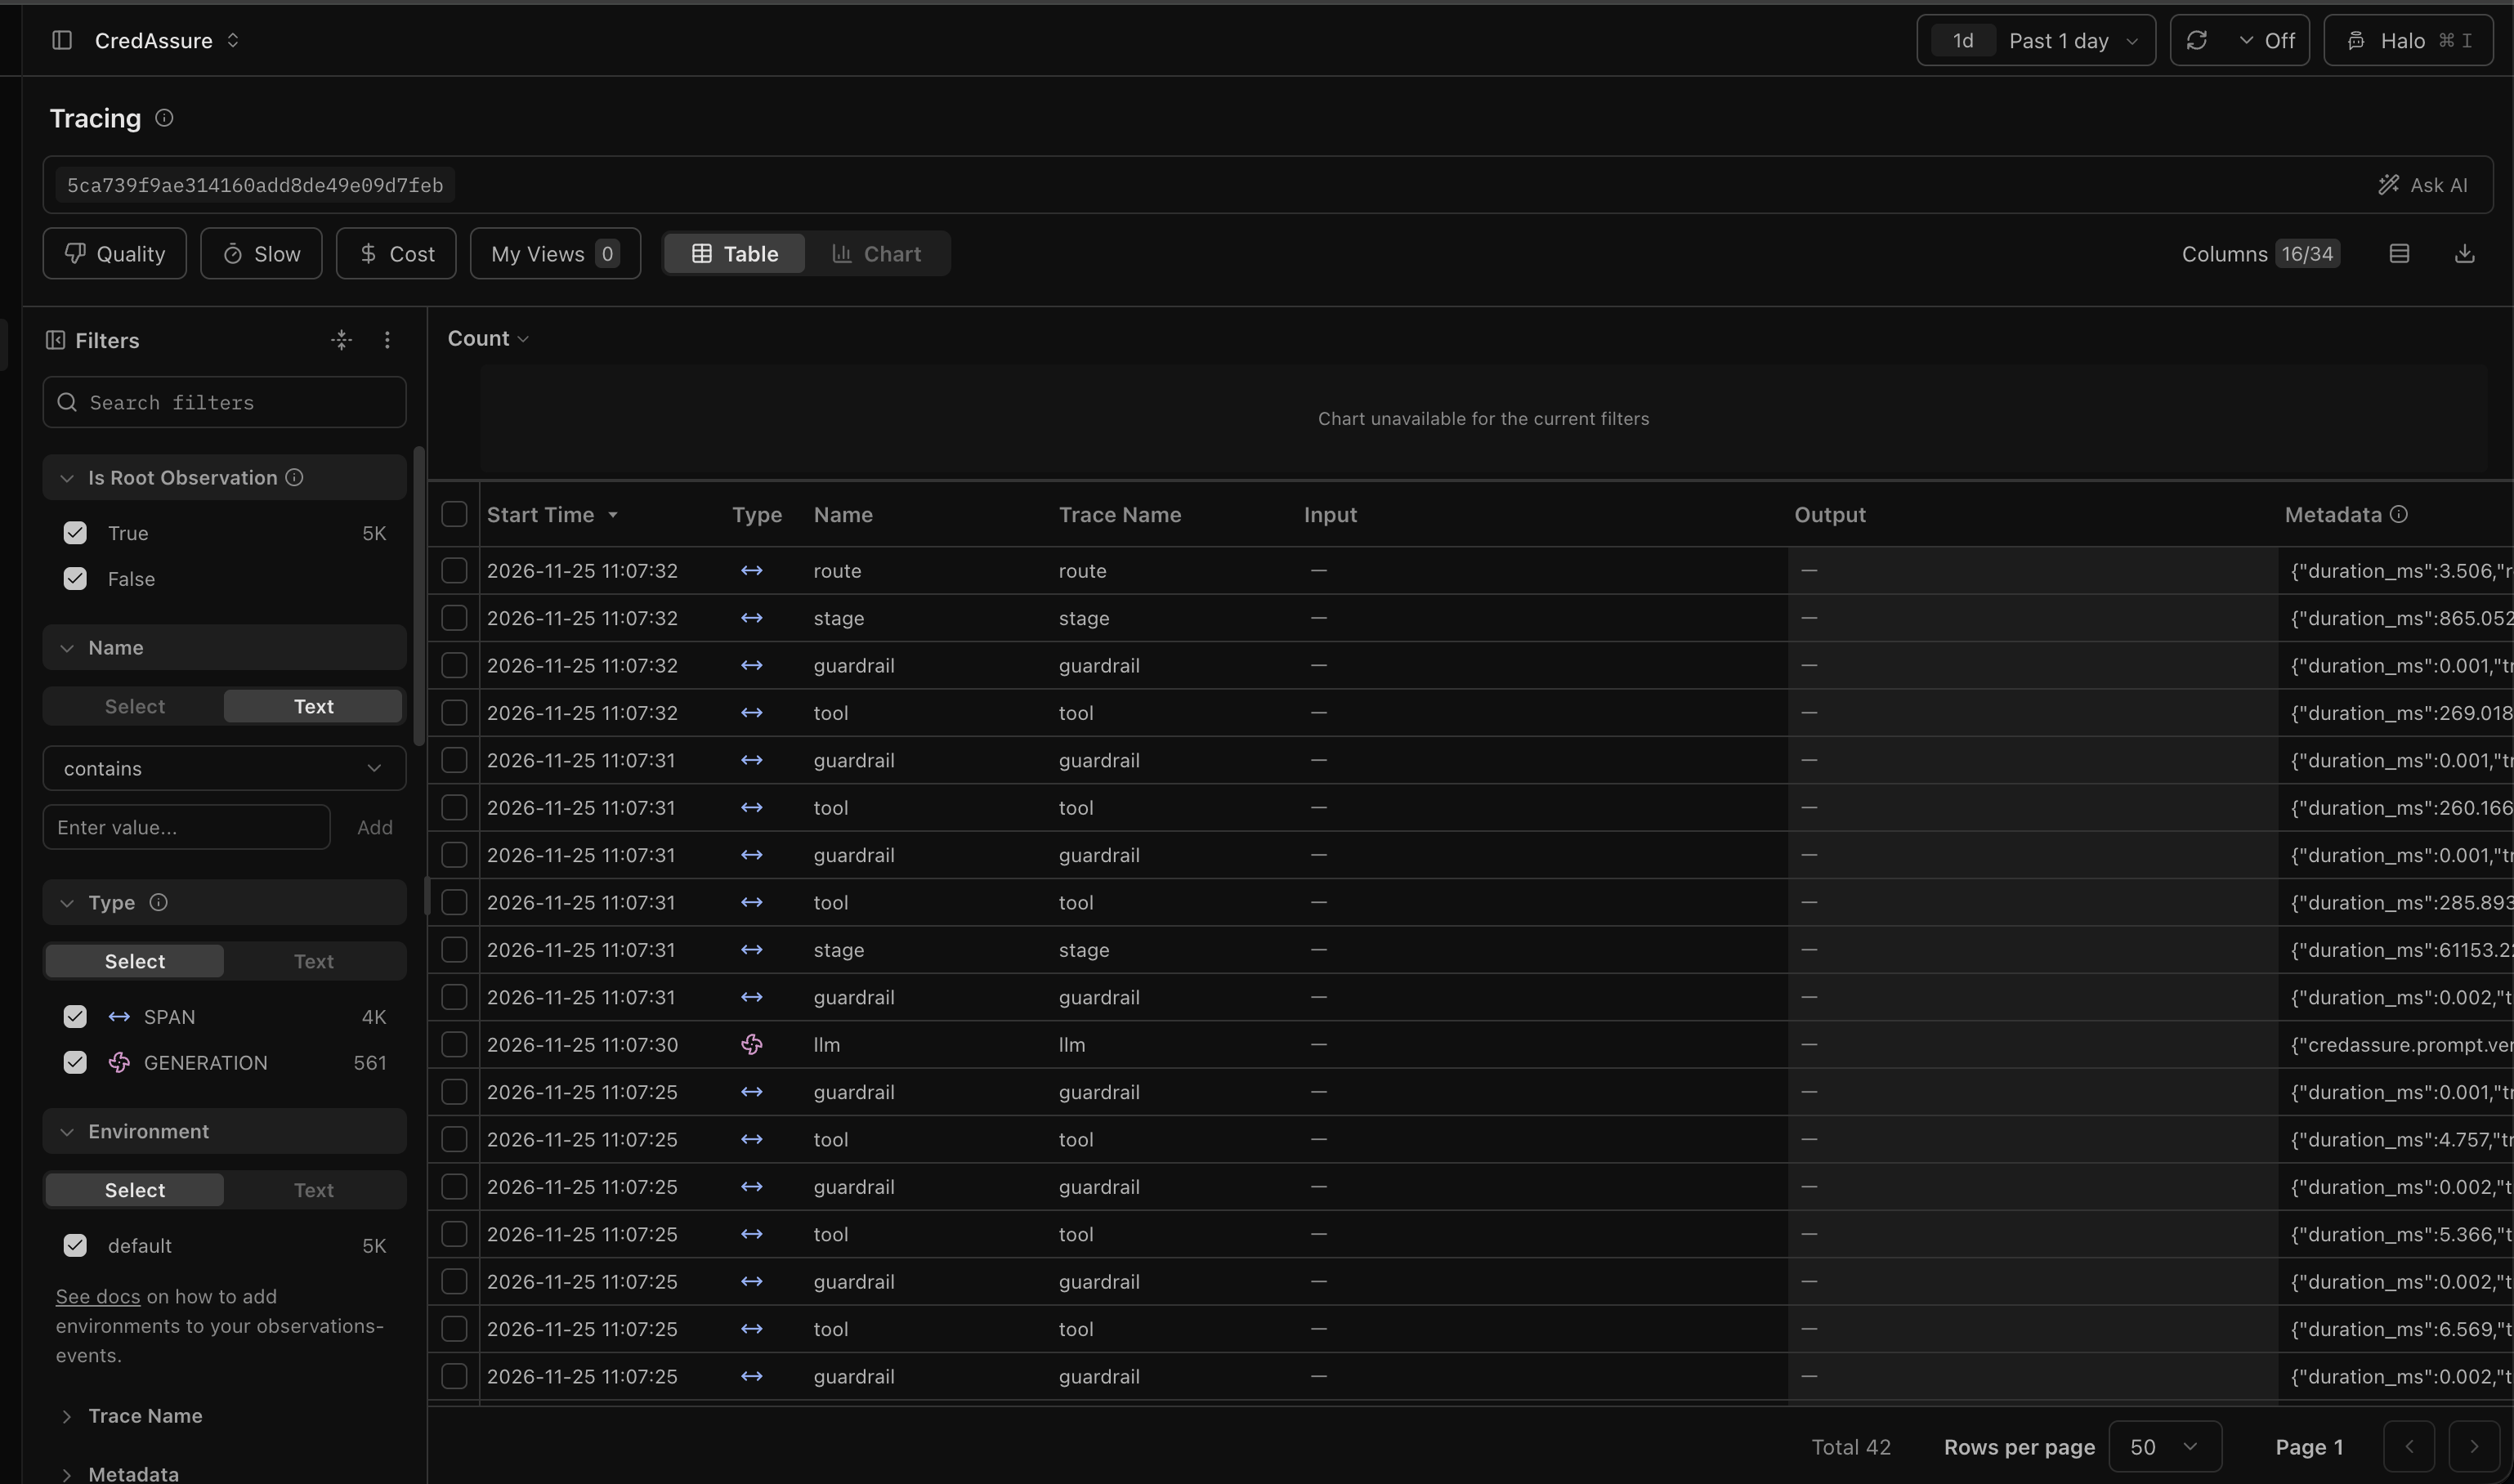 CredAssure
1d Past 1 day Off Halo ⌘ I
Tracing
5ca739f9ae314160add8de49e09d7feb Ask AI
Quality Slow Cost My Views 0 Table Chart Columns 16/34
Filters
Search filters
Is Root Observation
True 5K
False
Name
Select Text
contains
Enter value... Add
Type
Select Text
SPAN 4K
GENERATION 561
Environment
Select Text
default 5K
See docs on how to add
environments to your observations-
events.
Trace Name
Metadata
Count
Chart unavailable for the current filters
Start Time Type Name Trace Name Input Output Metadata
2026-11-25 11:07:32 route route — — {"duration_ms":3.506,"r
2026-11-25 11:07:32 stage stage — — {"duration_ms":865.052
2026-11-25 11:07:32 guardrail guardrail — — {"duration_ms":0.001,"tr
2026-11-25 11:07:32 tool tool — — {"duration_ms":269.018
2026-11-25 11:07:31 guardrail guardrail — — {"duration_ms":0.001,"tr
2026-11-25 11:07:31 tool tool — — {"duration_ms":260.166
2026-11-25 11:07:31 guardrail guardrail — — {"duration_ms":0.001,"tr
2026-11-25 11:07:31 tool tool — — {"duration_ms":285.893
2026-11-25 11:07:31 stage stage — — {"duration_ms":61153.22
2026-11-25 11:07:31 guardrail guardrail — — {"duration_ms":0.002,"t
2026-11-25 11:07:30 llm llm — — {"credassure.prompt.ver
2026-11-25 11:07:25 guardrail guardrail — — {"duration_ms":0.001,"tr
2026-11-25 11:07:25 tool tool — — {"duration_ms":4.757,"tr
2026-11-25 11:07:25 guardrail guardrail — — {"duration_ms":0.002,"t
2026-11-25 11:07:25 tool tool — — {"duration_ms":5.366,"t
2026-11-25 11:07:25 guardrail guardrail — — {"duration_ms":0.002,"t
2026-11-25 11:07:25 tool tool — — {"duration_ms":6.569,"t
2026-11-25 11:07:25 guardrail guardrail — — {"duration_ms":0.002,"t
Total 42 Rows per page 50 Page 1